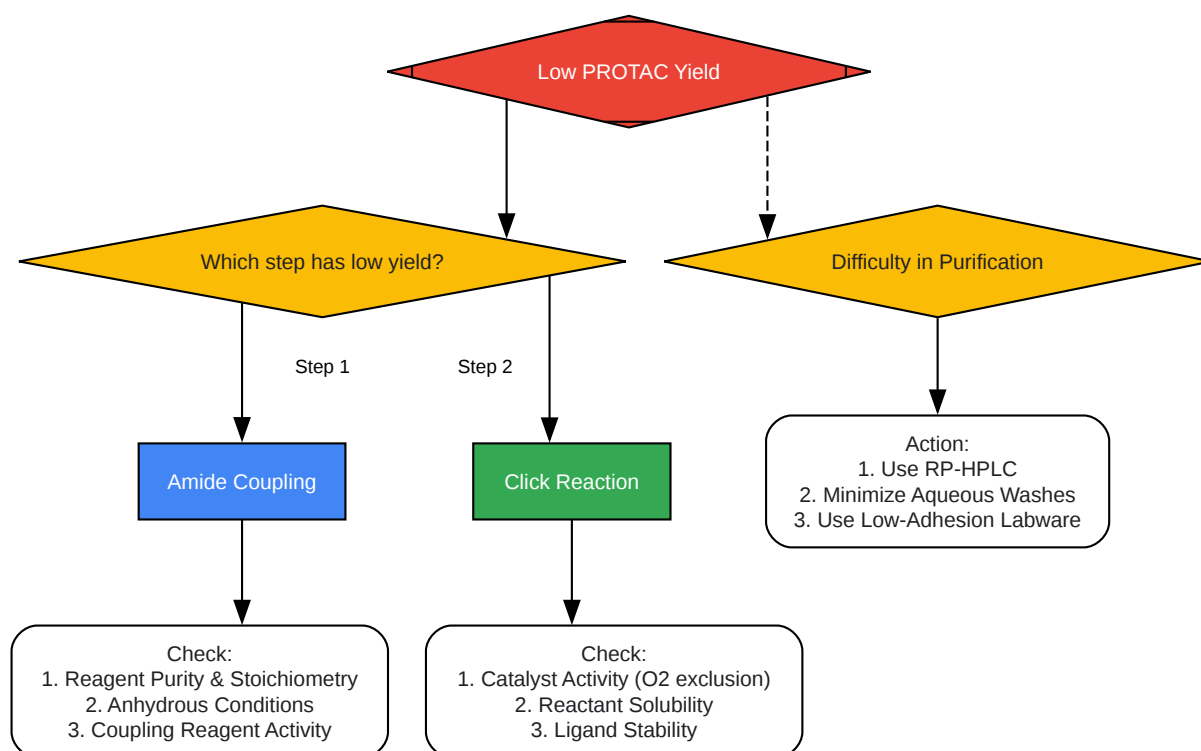 Low PROTAC Yield
Which step has low yield?
Difficulty in Purification
Step 1
Step 2
Amide Coupling
Click Reaction
Action:
1. Use RP-HPLC
2. Minimize Aqueous Washes
3. Use Low-Adhesion Labware
Check:
1. Reagent Purity & Stoichiometry
2. Anhydrous Conditions
3. Coupling Reagent Activity
Check:
1. Catalyst Activity (O2 exclusion)
2. Reactant Solubility
3. Ligand Stability